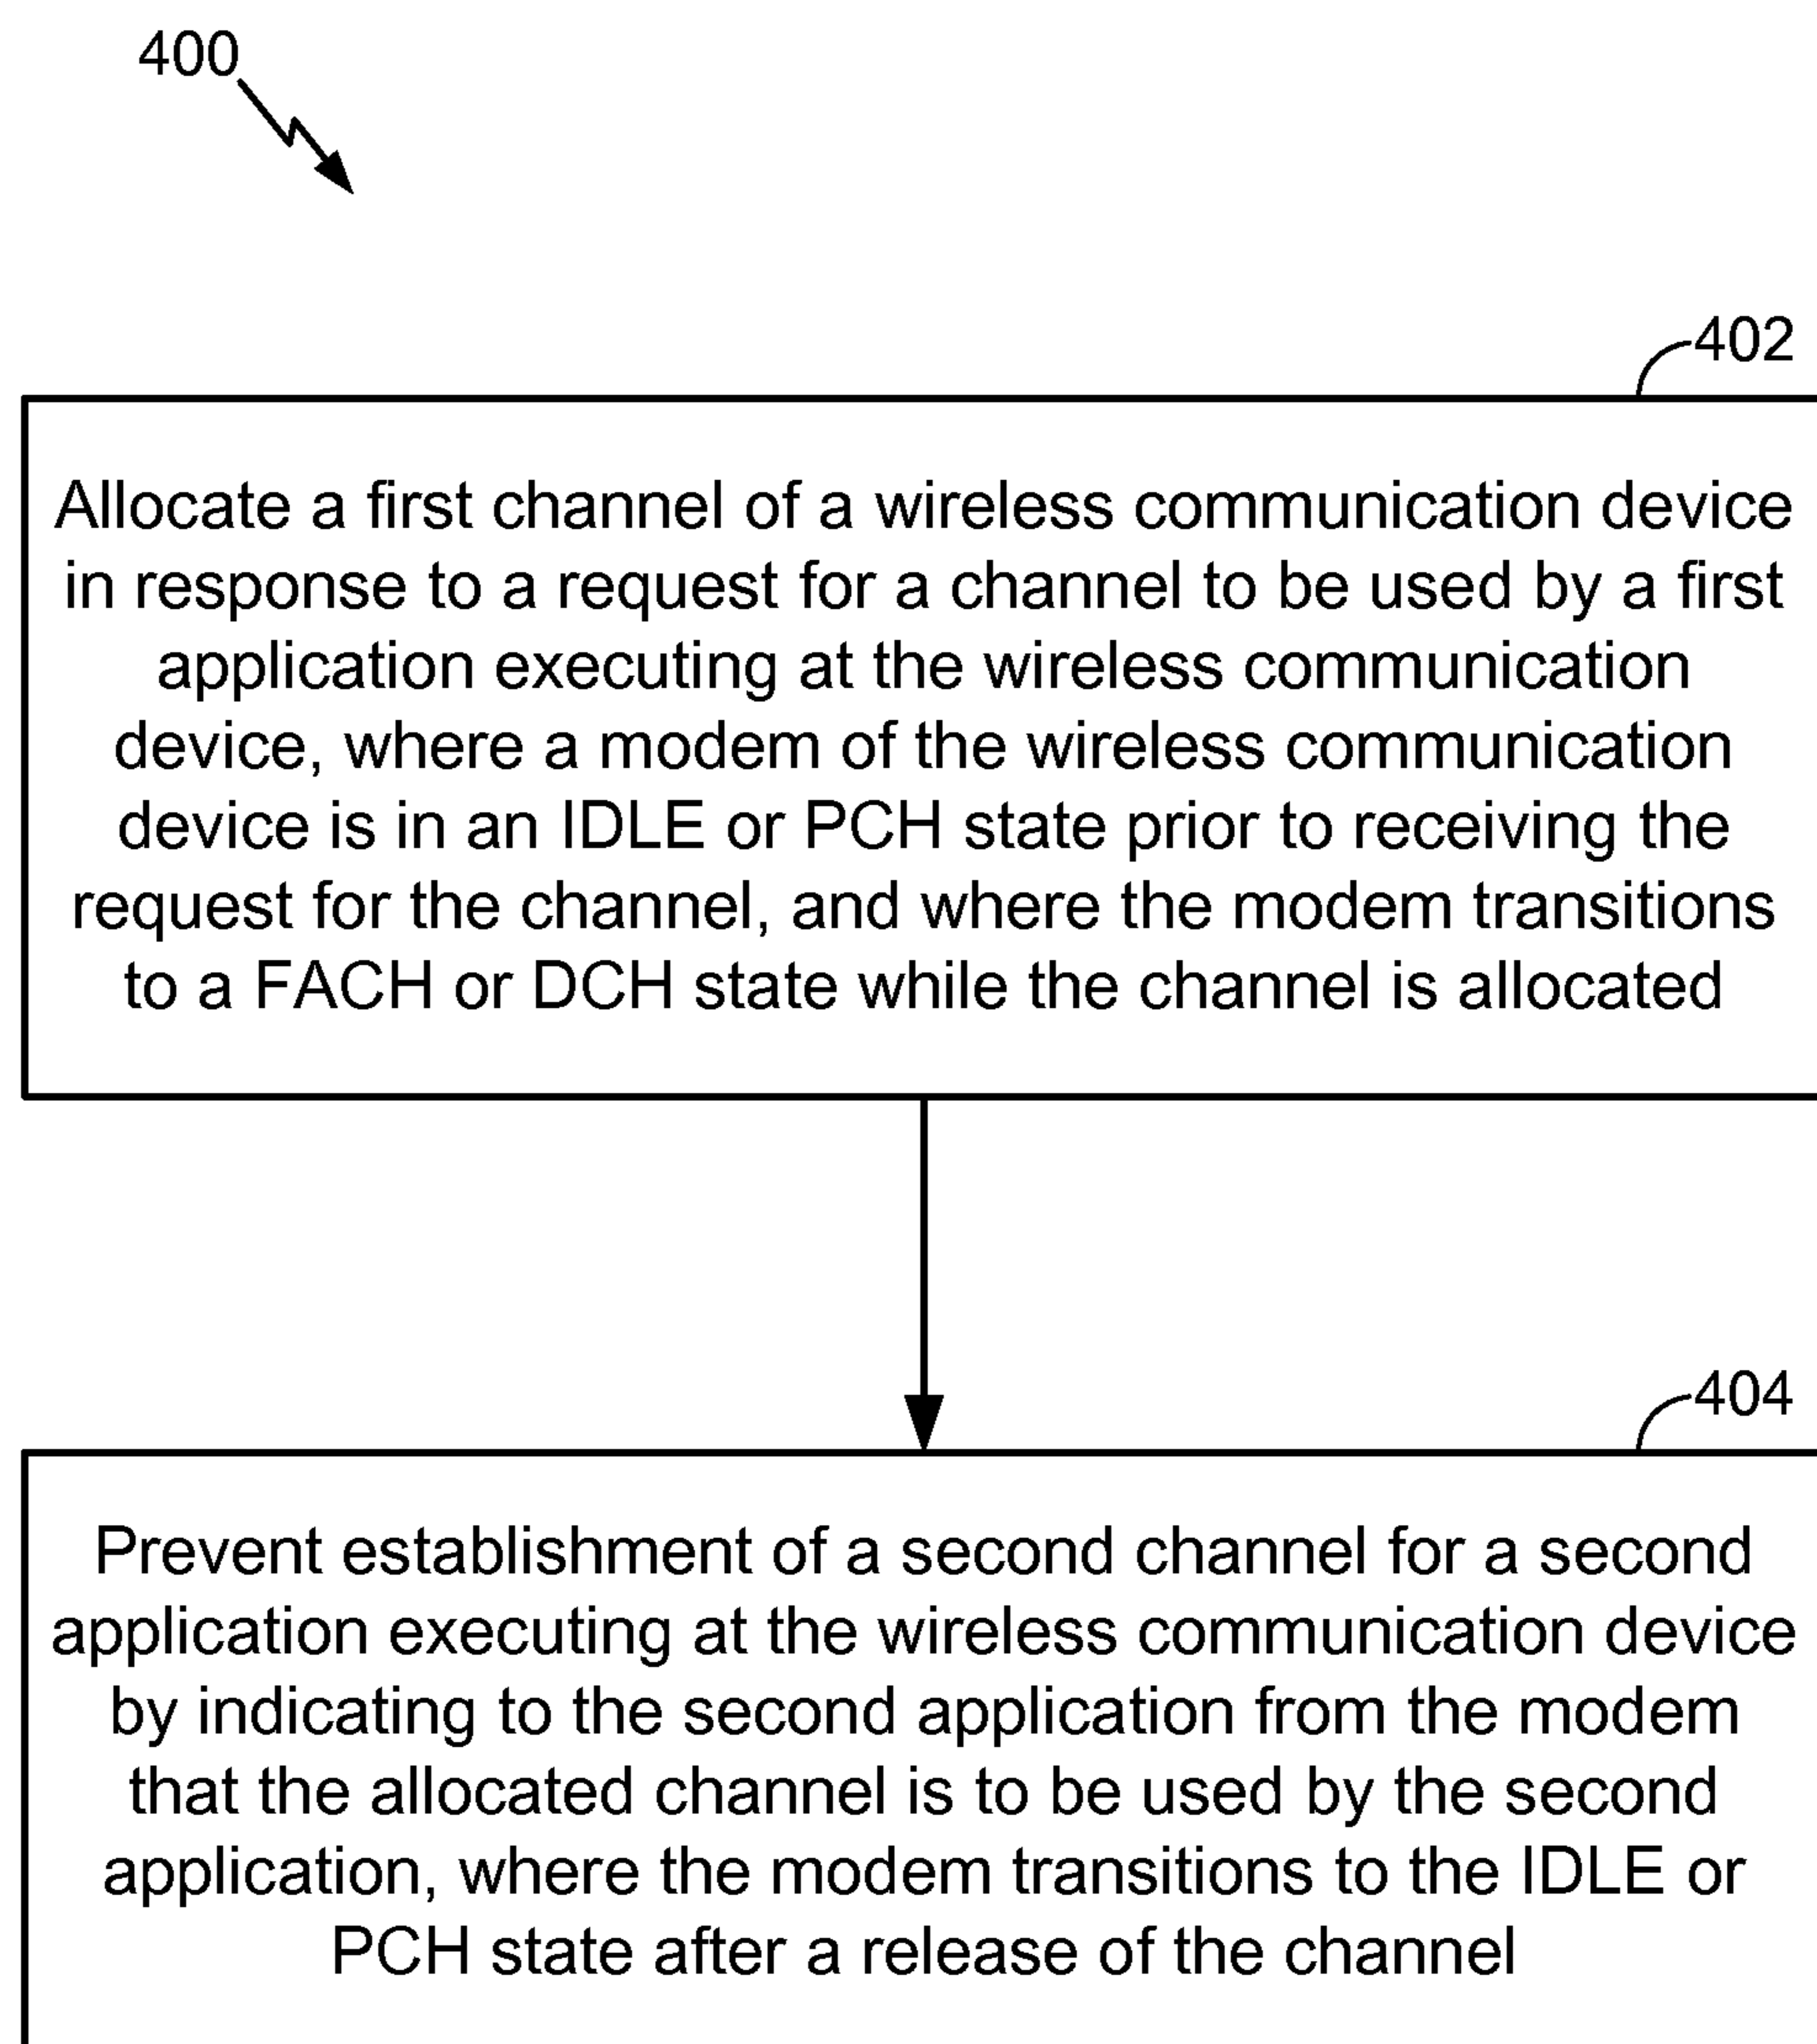 400
402
Allocate a first channel of a wireless communication device
in response to a request for a channel to be used by a first
application executing at the wireless communication
device, where a modem of the wireless communication
device is in an IDLE or PCH state prior to receiving the
request for the channel, and where the modem transitions
to a FACH or DCH state while the channel is allocated
404
Prevent establishment of a second channel for a second
application executing at the wireless communication device
by indicating to the second application from the modem
that the allocated channel is to be used by the second
application, where the modem transitions to the IDLE or
PCH state after a release of the channel